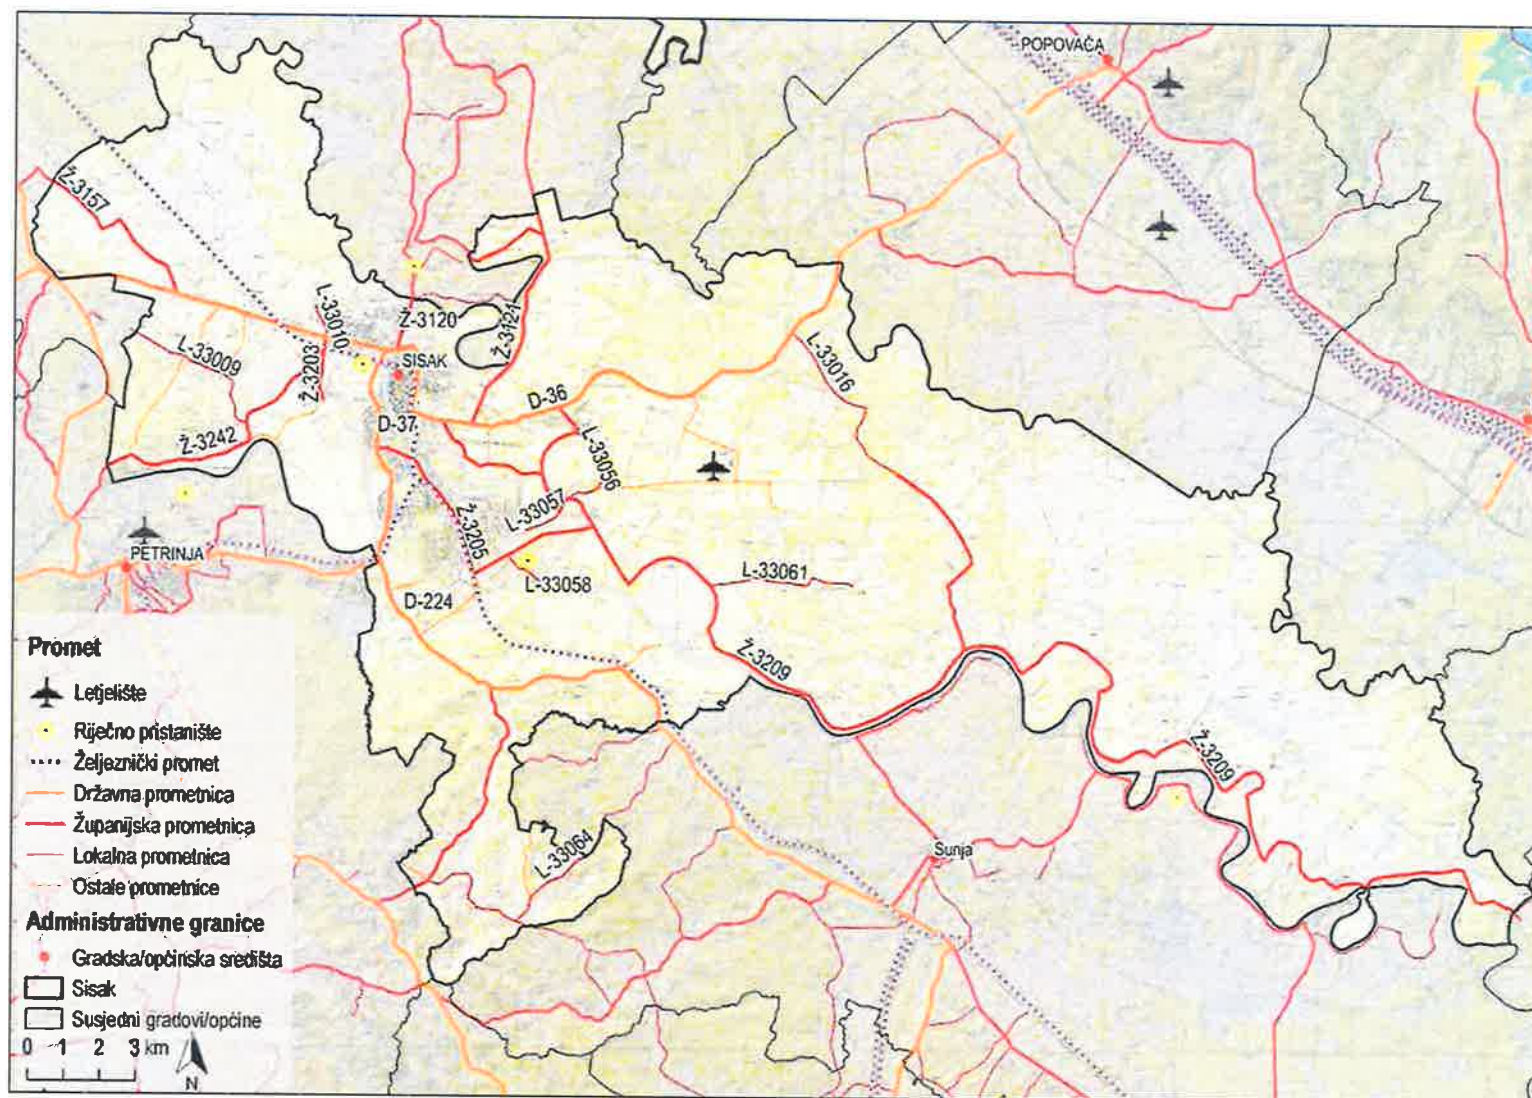 POPOVAČA
Ž-3157
L-33010
Ž-3120
Ž-3121
L-33009
Ž-3203
SISAK
L-33016
D-36
D-37
Ž-3242
L-33056
L-33057
Ž-3205
PETRINJA
L-33058
L-33061
D-224
Ž-3209
Ž-3209
L-33064
Sunja
Promet
Letjelište
Riječno pristanište
Željeznički promet
Državna prometnica
Županijska prometnica
Lokalna prometnica
Ostale prometnice
Administrativne granice
Gradska/općinska središta
Sisak
Susjedni gradovi/općine
0 1 2 3 km
N